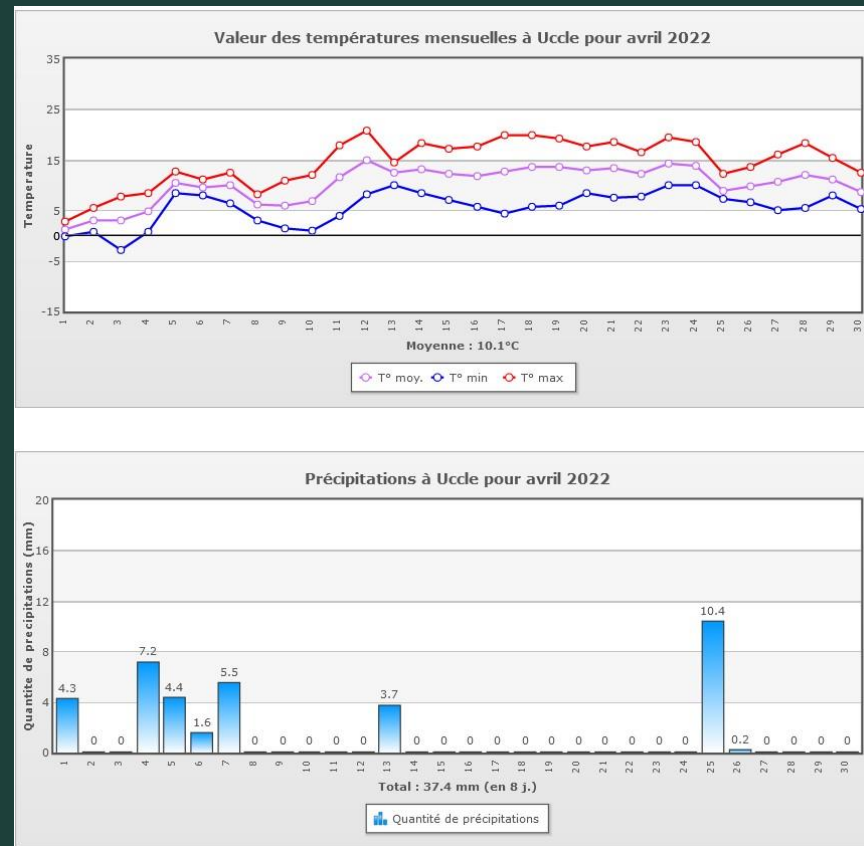 Valeur des températures mensuelles à Uccle pour avril 2022
Temperature
35
25
15
5
0
-5
-15
1 2 3 4 5 6 7 8 9 10 11 12 13 14 15 16 17 18 19 20 21 22 23 24 25 26 27 28 29 30
Moyenne : 10.1°C
T° moy. T° min T° max
Précipitations à Uccle pour avril 2022
Quantite de precipitations (mm)
20
16
12
8
4
0
4.3 0 0 7.2 4.4 1.6 5.5 0 0 0 0 0 3.7 0 0 0 0 0 0 0 0 0 0 0 10.4 0.2 0 0 0 0
1 2 3 4 5 6 7 8 9 10 11 12 13 14 15 16 17 18 19 20 21 22 23 24 25 26 27 28 29 30
Total : 37.4 mm (en 8 j.)
Quantité de précipitations